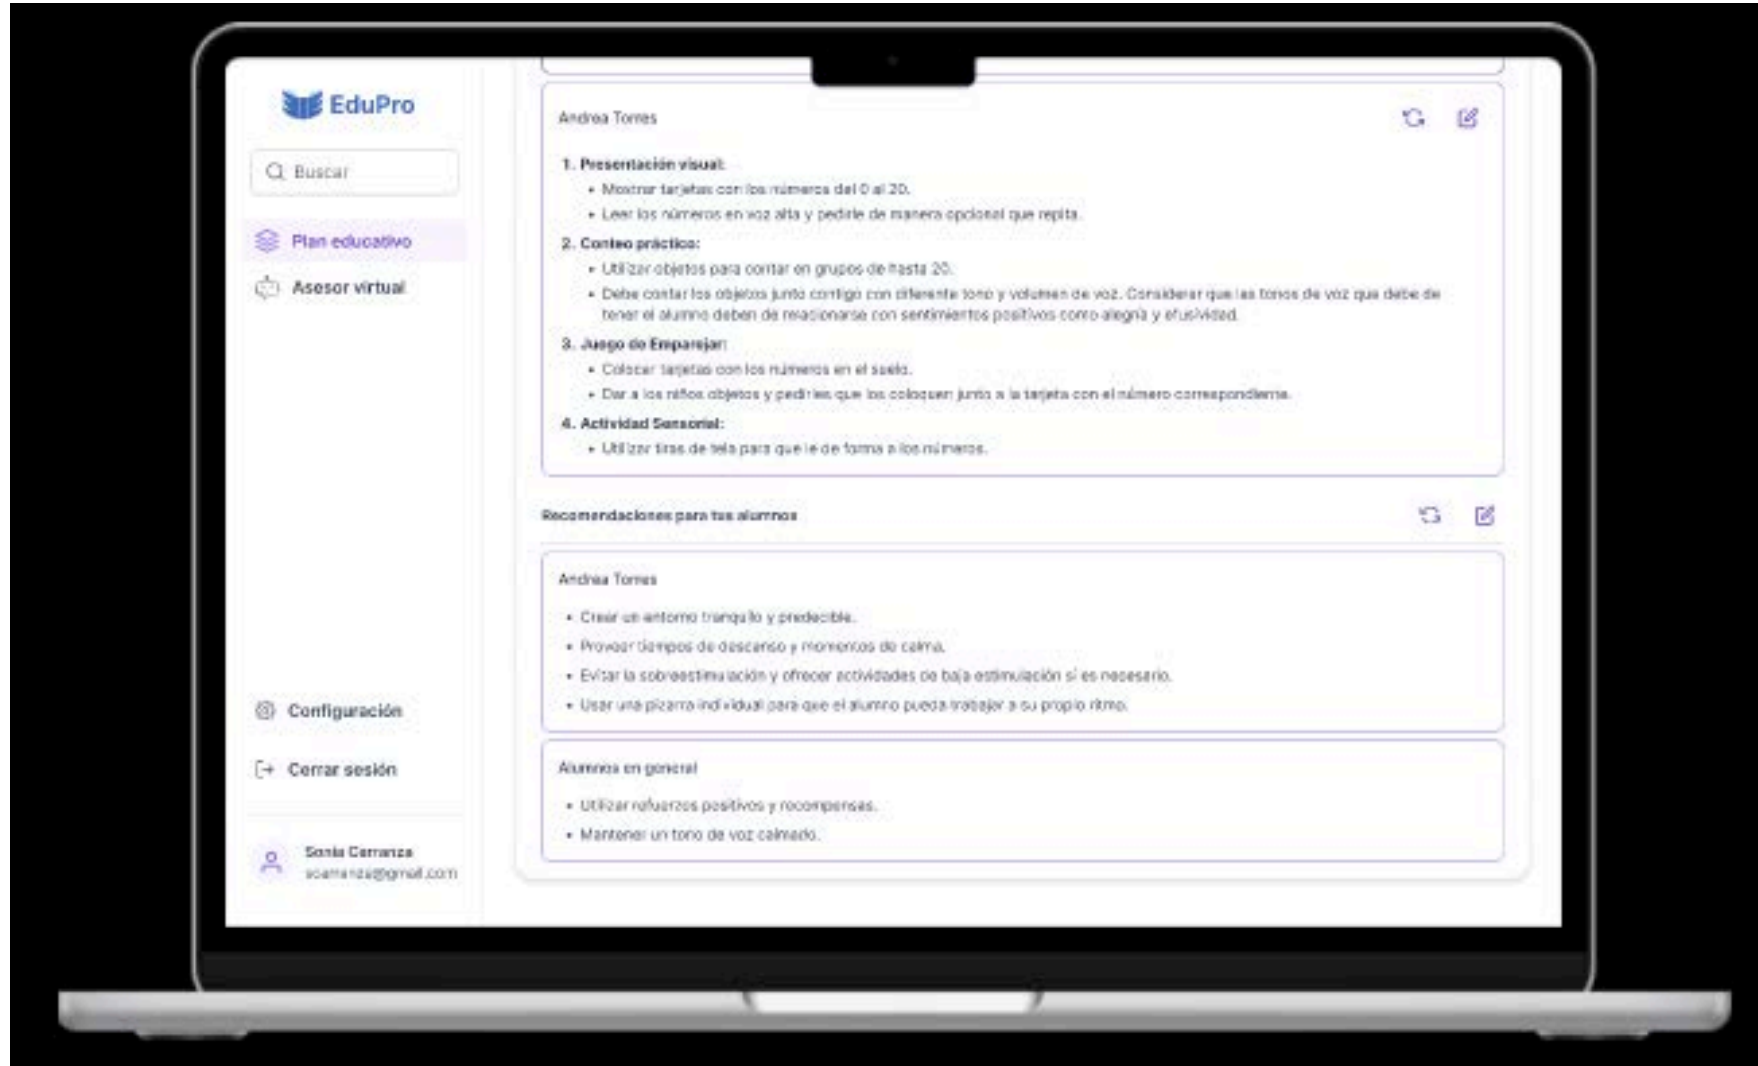 EduPro
Buscar
Plan educativo
Asesor virtual
Configuración
Cerrar sesión
Sonia Carranza
scarranza@gmail.com
Andrea Torres
1. Presentación visual:
• Mostrar tarjetas con los números del 0 al 20.
• Leer los números en voz alta y pedirle de manera opcional que repita.
2. Conteo práctico:
• Utilizar objetos para contar en grupos de hasta 20.
• Debe contar los objetos junto contigo con diferente tono y volumen de voz. Considerar que los tonos de voz que debe de
tener el alumno deben de relacionarse con sentimientos positivos como alegría y efusividad.
3. Juego de Emparejar:
• Colocar tarjetas con los números en el suelo.
• Dar a los niños objetos y pedirles que los coloquen junto a la tarjeta con el número correspondiente.
4. Actividad Sensorial:
• Utilizar tiras de tela para que le de forma a los números.
Recomendaciones para tus alumnos
Andrea Torres
• Crear un entorno tranquilo y predecible.
• Proveer tiempos de descanso y momentos de calma.
• Evitar la sobreestimulación y ofrecer actividades de baja estimulación si es necesario.
• Usar una pizarra individual para que el alumno pueda trabajar a su propio ritmo.
Alumnos en general
• Utilizar refuerzos positivos y recompensas.
• Mantener un tono de voz calmado.